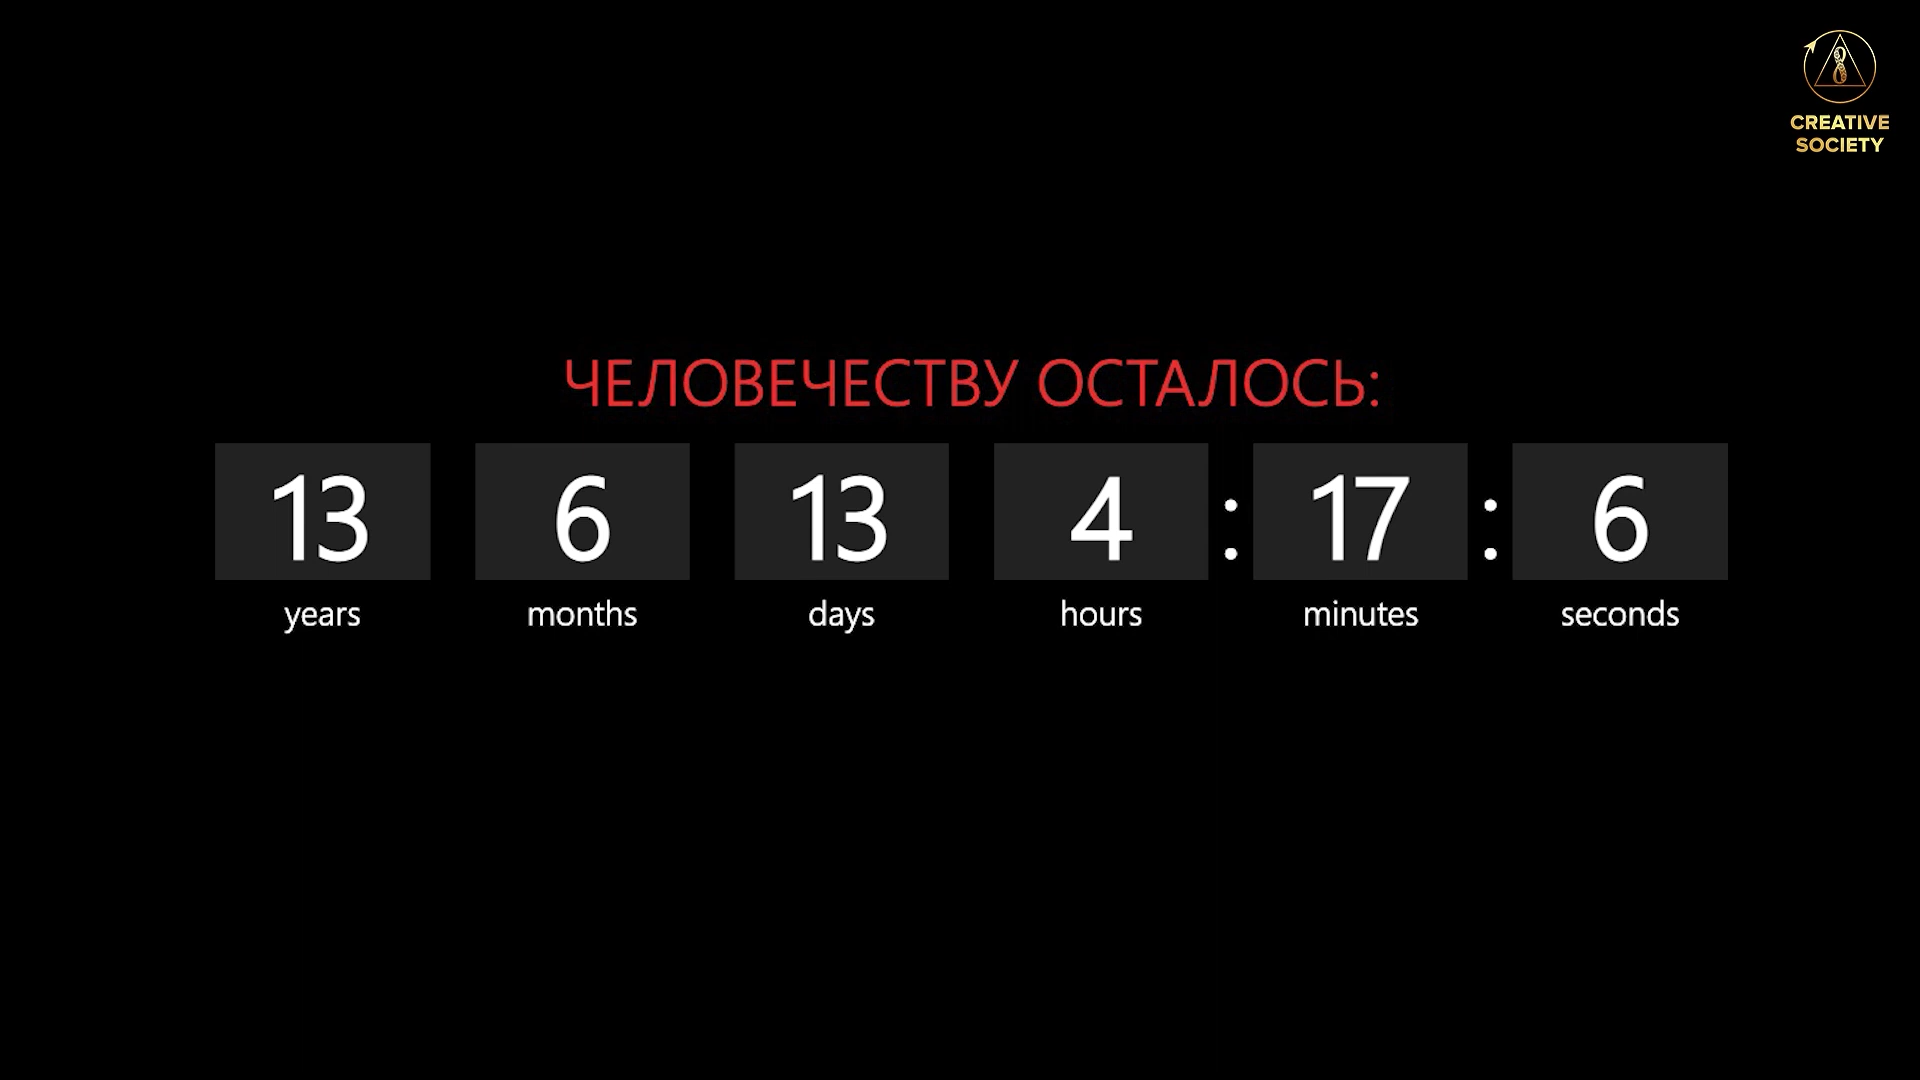 CREATIVE
SOCIETY
ЧЕЛОВЕЧЕСТВУ ОСТАЛОСЬ:
13 6 13 4 : 17 : 6
years months days hours minutes seconds